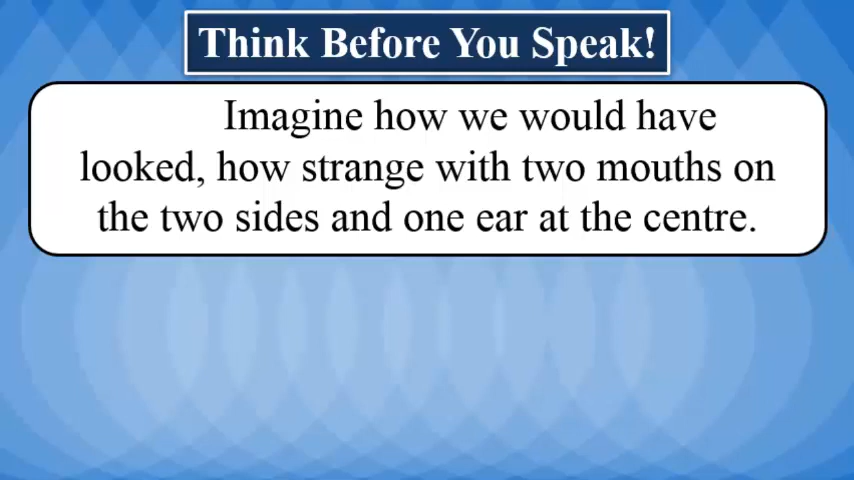 Think Before You Speak!
Imagine how we would have
looked, how strange with two mouths on
the two sides and one ear at the centre.